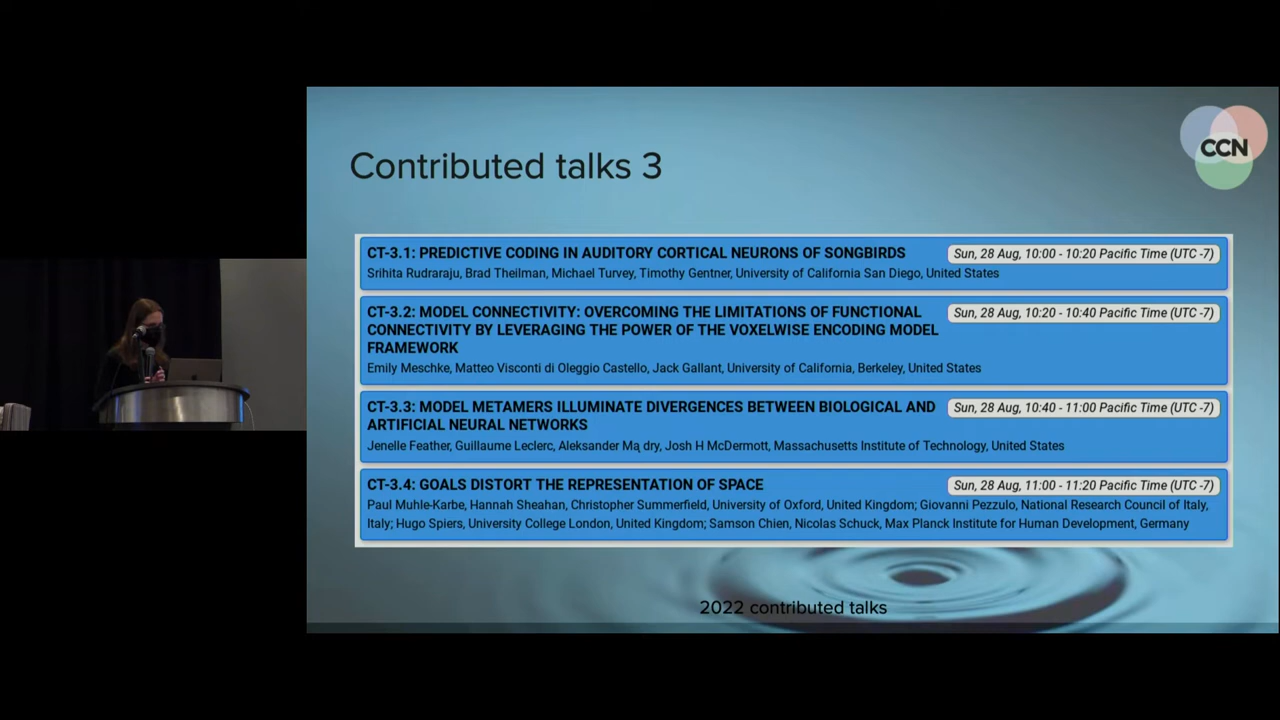 CCN
Contributed talks 3
CT-3.1: PREDICTIVE CODING IN AUDITORY CORTICAL NEURONS OF SONGBIRDS
Sun, 28 Aug, 10:00 - 10:20 Pacific Time (UTC -7)
Srihita Rudraraju, Brad Theilman, Michael Turvey, Timothy Gentner, University of California San Diego, United States
CT-3.2: MODEL CONNECTIVITY: OVERCOMING THE LIMITATIONS OF FUNCTIONAL
Sun, 28 Aug, 10:20 - 10:40 Pacific Time (UTC -7)
CONNECTIVITY BY LEVERAGING THE POWER OF THE VOXELWISE ENCODING MODEL
FRAMEWORK
Emily Meschke, Matteo Visconti di Oleggio Castello, Jack Gallant, University of California, Berkeley, United States
CT-3.3: MODEL METAMERS ILLUMINATE DIVERGENCES BETWEEN BIOLOGICAL AND
Sun, 28 Aug, 10:40 - 11:00 Pacific Time (UTC -7)
ARTIFICIAL NEURAL NETWORKS
Jenelle Feather, Guillaume Leclerc, Aleksander Mą dry, Josh H McDermott, Massachusetts Institute of Technology, United States
CT-3.4: GOALS DISTORT THE REPRESENTATION OF SPACE
Sun, 28 Aug, 11:00 - 11:20 Pacific Time (UTC -7)
Paul Muhle-Karbe, Hannah Sheahan, Christopher Summerfield, University of Oxford, United Kingdom; Giovanni Pezzulo, National Research Council of Italy,
Italy; Hugo Spiers, University College London, United Kingdom; Samson Chien, Nicolas Schuck, Max Planck Institute for Human Development, Germany
2022 contributed talks